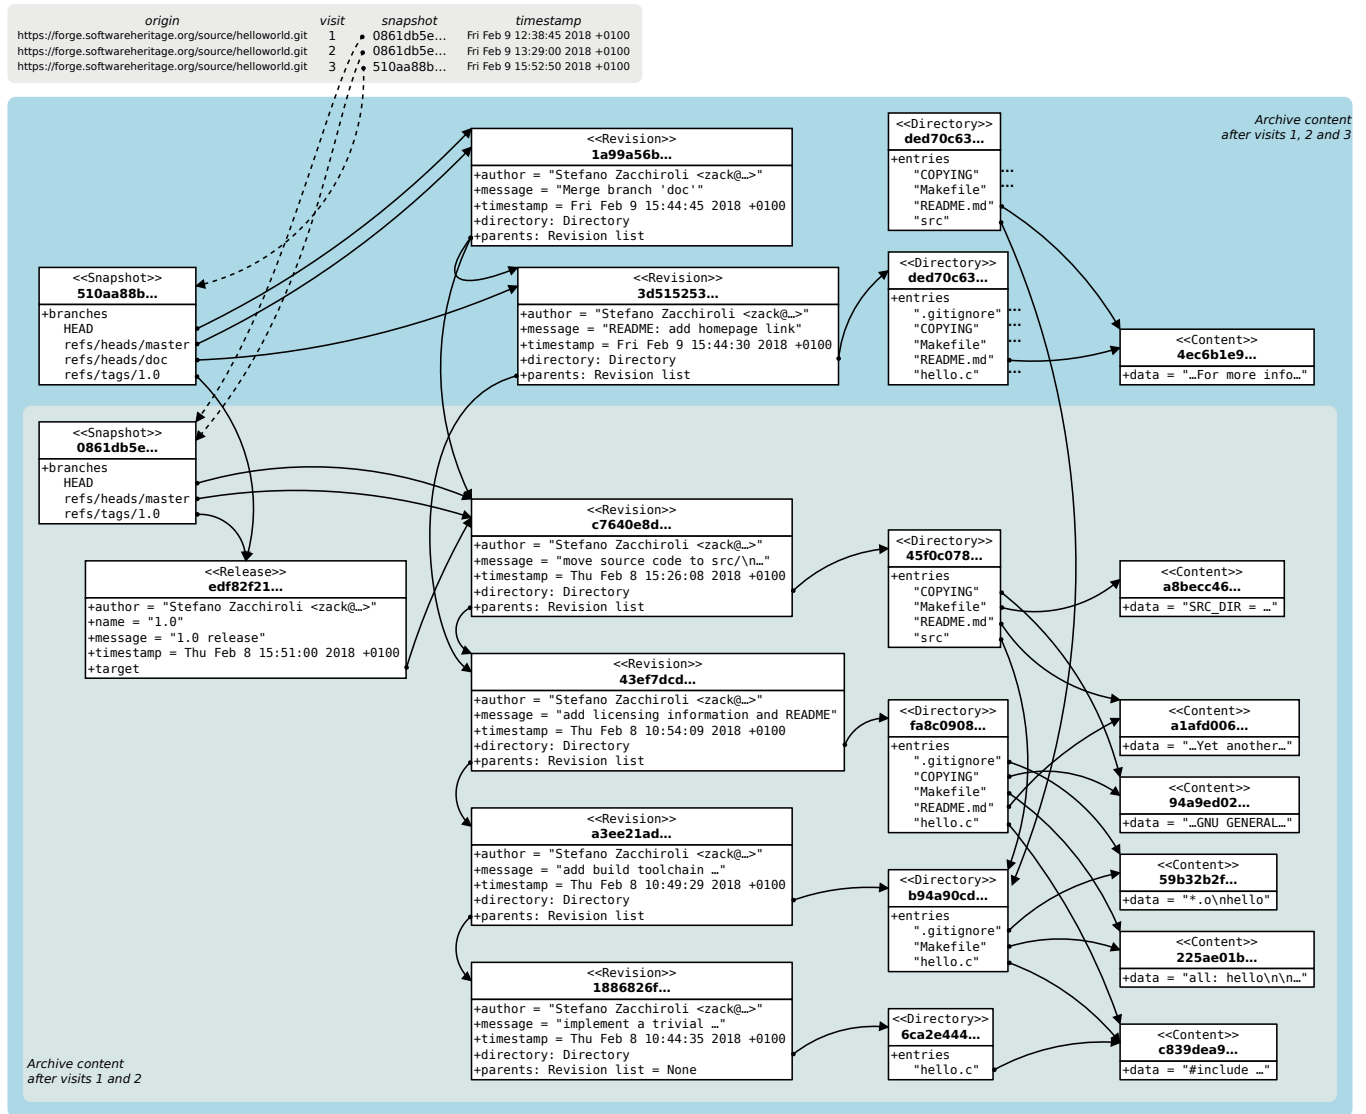 origin visit snapshot timestamp
https://forge.softwareheritage.org/source/helloworld.git 1 0861db5e… Fri Feb 9 12:38:45 2018 +0100
https://forge.softwareheritage.org/source/helloworld.git 2 0861db5e… Fri Feb 9 13:29:00 2018 +0100
https://forge.softwareheritage.org/source/helloworld.git 3 510aa88b… Fri Feb 9 15:52:50 2018 +0100
Archive content
after visits 1, 2 and 3
<<Revision>>
1a99a56b…
+author = "Stefano Zacchiroli <zack@…>"
+message = "Merge branch 'doc'"
+timestamp = Fri Feb 9 15:44:45 2018 +0100
+directory: Directory
+parents: Revision list
<<Directory>>
ded70c63…
+entries
"COPYING" …
"Makefile" …
"README.md"
"src"
<<Snapshot>>
510aa88b…
+branches
HEAD
refs/heads/master
refs/heads/doc
refs/tags/1.0
<<Revision>>
3d515253…
+author = "Stefano Zacchiroli <zack@…>"
+message = "README: add homepage link"
+timestamp = Fri Feb 9 15:44:30 2018 +0100
+directory: Directory
+parents: Revision list
<<Directory>>
ded70c63…
+entries
".gitignore" …
"COPYING" …
"Makefile" …
"README.md"
"hello.c" …
<<Content>>
4ec6b1e9…
+data = "…For more info…"
<<Snapshot>>
0861db5e…
+branches
HEAD
refs/heads/master
refs/tags/1.0
<<Release>>
edf82f21…
+author = "Stefano Zacchiroli <zack@…>"
+name = "1.0"
+message = "1.0 release"
+timestamp = Thu Feb 8 15:51:00 2018 +0100
+target
<<Revision>>
c7640e8d…
+author = "Stefano Zacchiroli <zack@…>"
+message = "move source code to src/\n…"
+timestamp = Thu Feb 8 15:26:08 2018 +0100
+directory: Directory
+parents: Revision list
<<Directory>>
45f0c078…
+entries
"COPYING"
"Makefile"
"README.md"
"src"
<<Content>>
a8becc46…
+data = "SRC_DIR = …"
<<Revision>>
43ef7dcd…
+author = "Stefano Zacchiroli <zack@…>"
+message = "add licensing information and README"
+timestamp = Thu Feb 8 10:54:09 2018 +0100
+directory: Directory
+parents: Revision list
<<Directory>>
fa8c0908…
+entries
".gitignore"
"COPYING"
"Makefile"
"README.md"
"hello.c"
<<Content>>
a1afd006…
+data = "…Yet another…"
<<Content>>
94a9ed02…
+data = "…GNU GENERAL…"
<<Revision>>
a3ee21ad…
+author = "Stefano Zacchiroli <zack@…>"
+message = "add build toolchain …"
+timestamp = Thu Feb 8 10:49:29 2018 +0100
+directory: Directory
+parents: Revision list
<<Directory>>
b94a90cd…
+entries
".gitignore"
"Makefile"
"hello.c"
<<Content>>
59b32b2f…
+data = "*.o\nhello"
<<Content>>
225ae01b…
+data = "all: hello\n\n…"
<<Revision>>
1886826f…
+author = "Stefano Zacchiroli <zack@…>"
+message = "implement a trivial …"
+timestamp = Thu Feb 8 10:44:35 2018 +0100
+directory: Directory
+parents: Revision list = None
<<Directory>>
6ca2e444…
+entries
"hello.c"
<<Content>>
c839dea9…
+data = "#include …"
Archive content
after visits 1 and 2